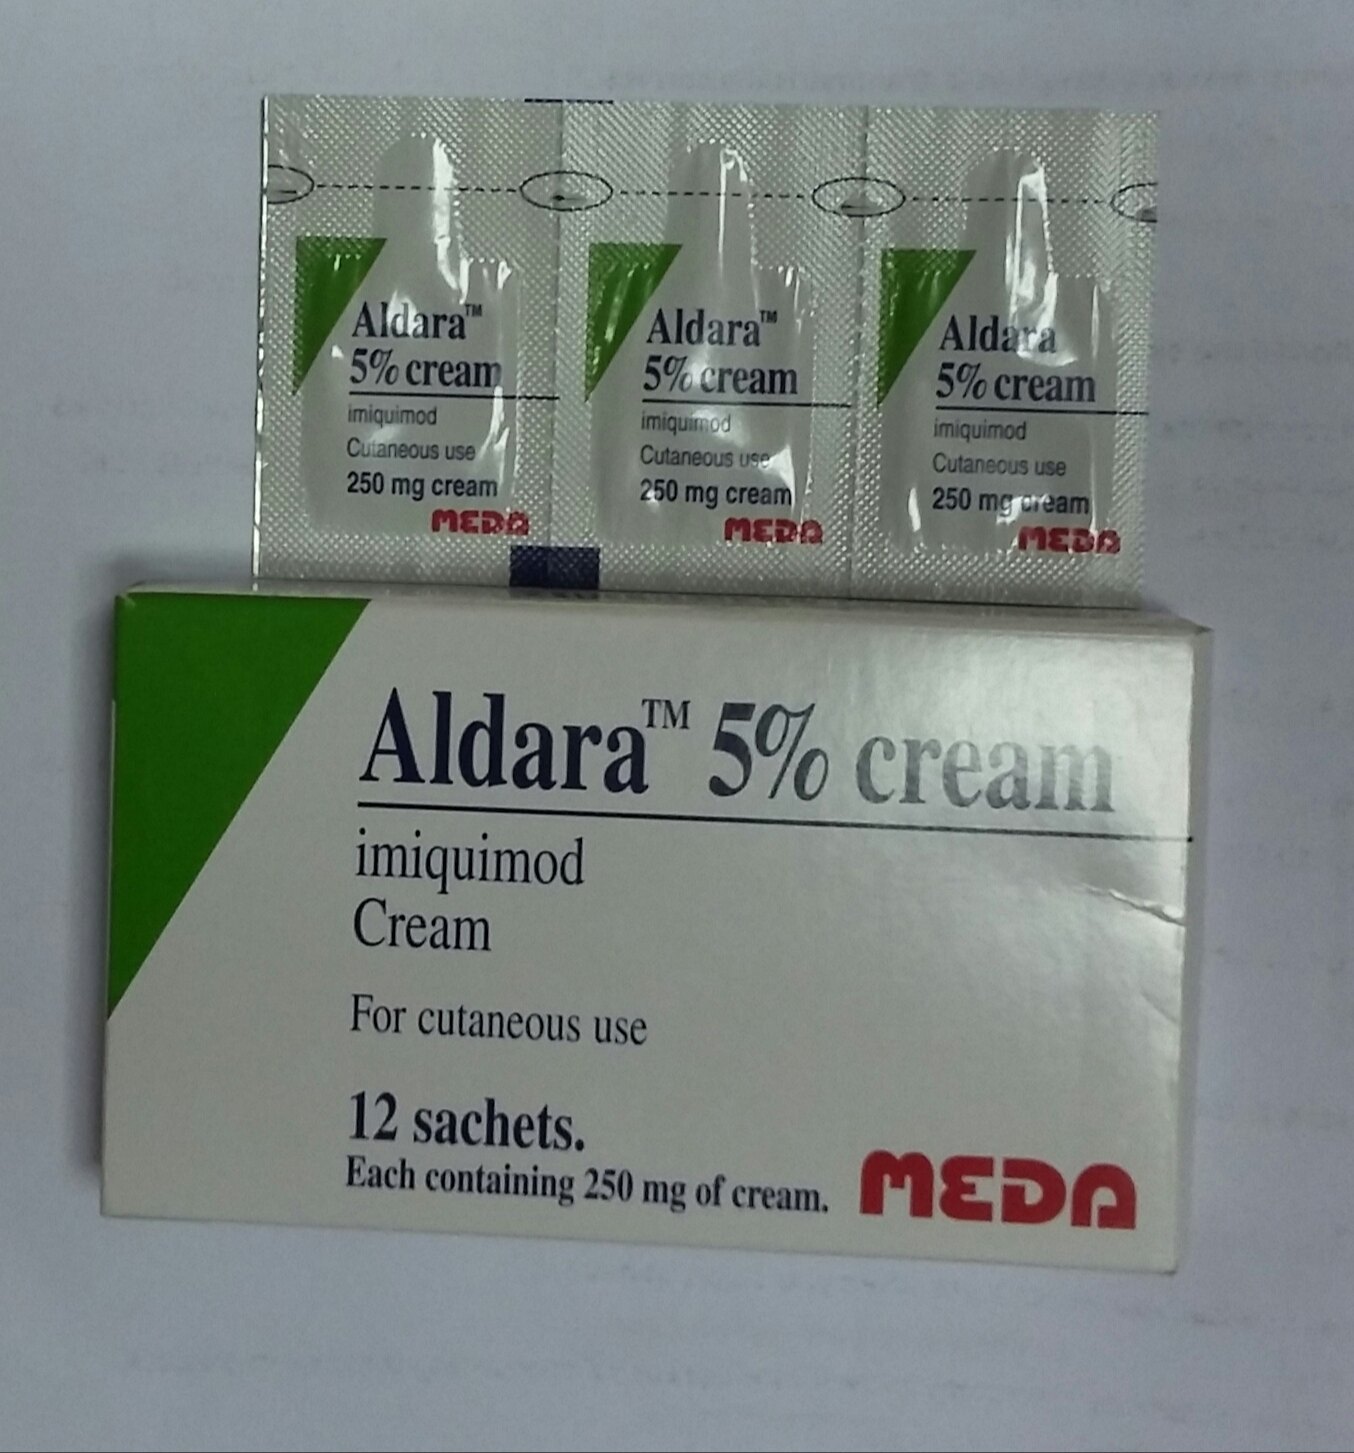 Aldara™
5% cream
imiquimod
Cutaneous use
250 mg cream
MEDA
Aldara™
5% cream
imiquimod
Cutaneous use
250 mg cream
MEDA
Aldara
5% cream
imiquimod
Cutaneous use
250 mg cream
MEDA
Aldara™ 5% cream
imiquimod
Cream
For cutaneous use
12 sachets.
Each containing 250 mg of cream.
MEDA